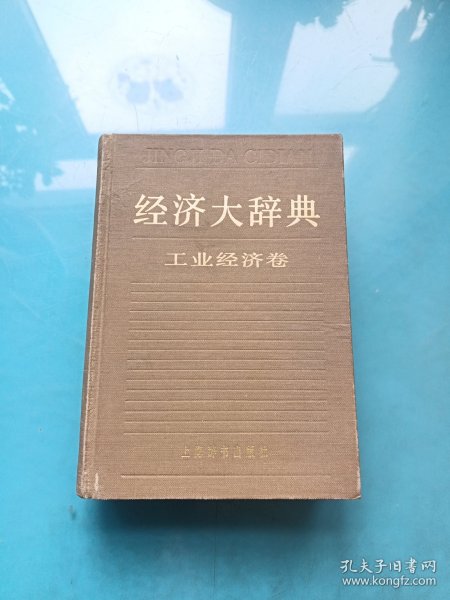 JINGJI DA CIDIAN
经济大辞典
工业经济卷
上海辞书出版社
孔夫子旧书网
www.kongfz.com